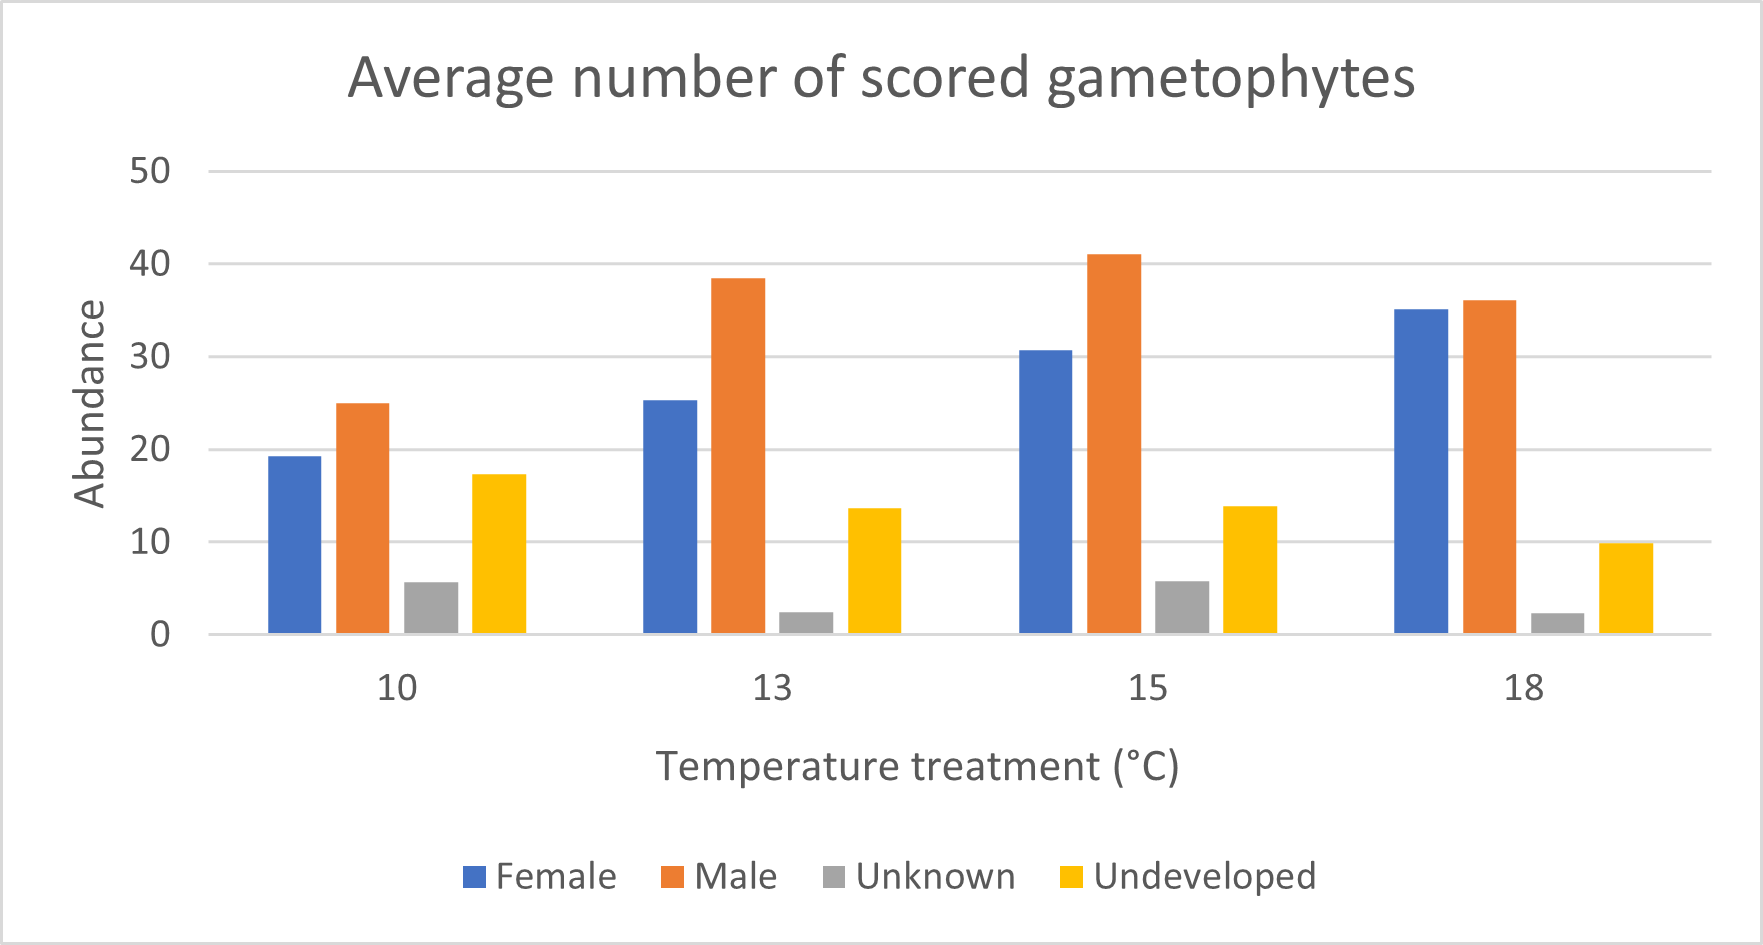 Average number of scored gametophytes
50
40
30
20
10
0
Abundance
10 13 15 18
Temperature treatment (°C)
Female Male Unknown Undeveloped